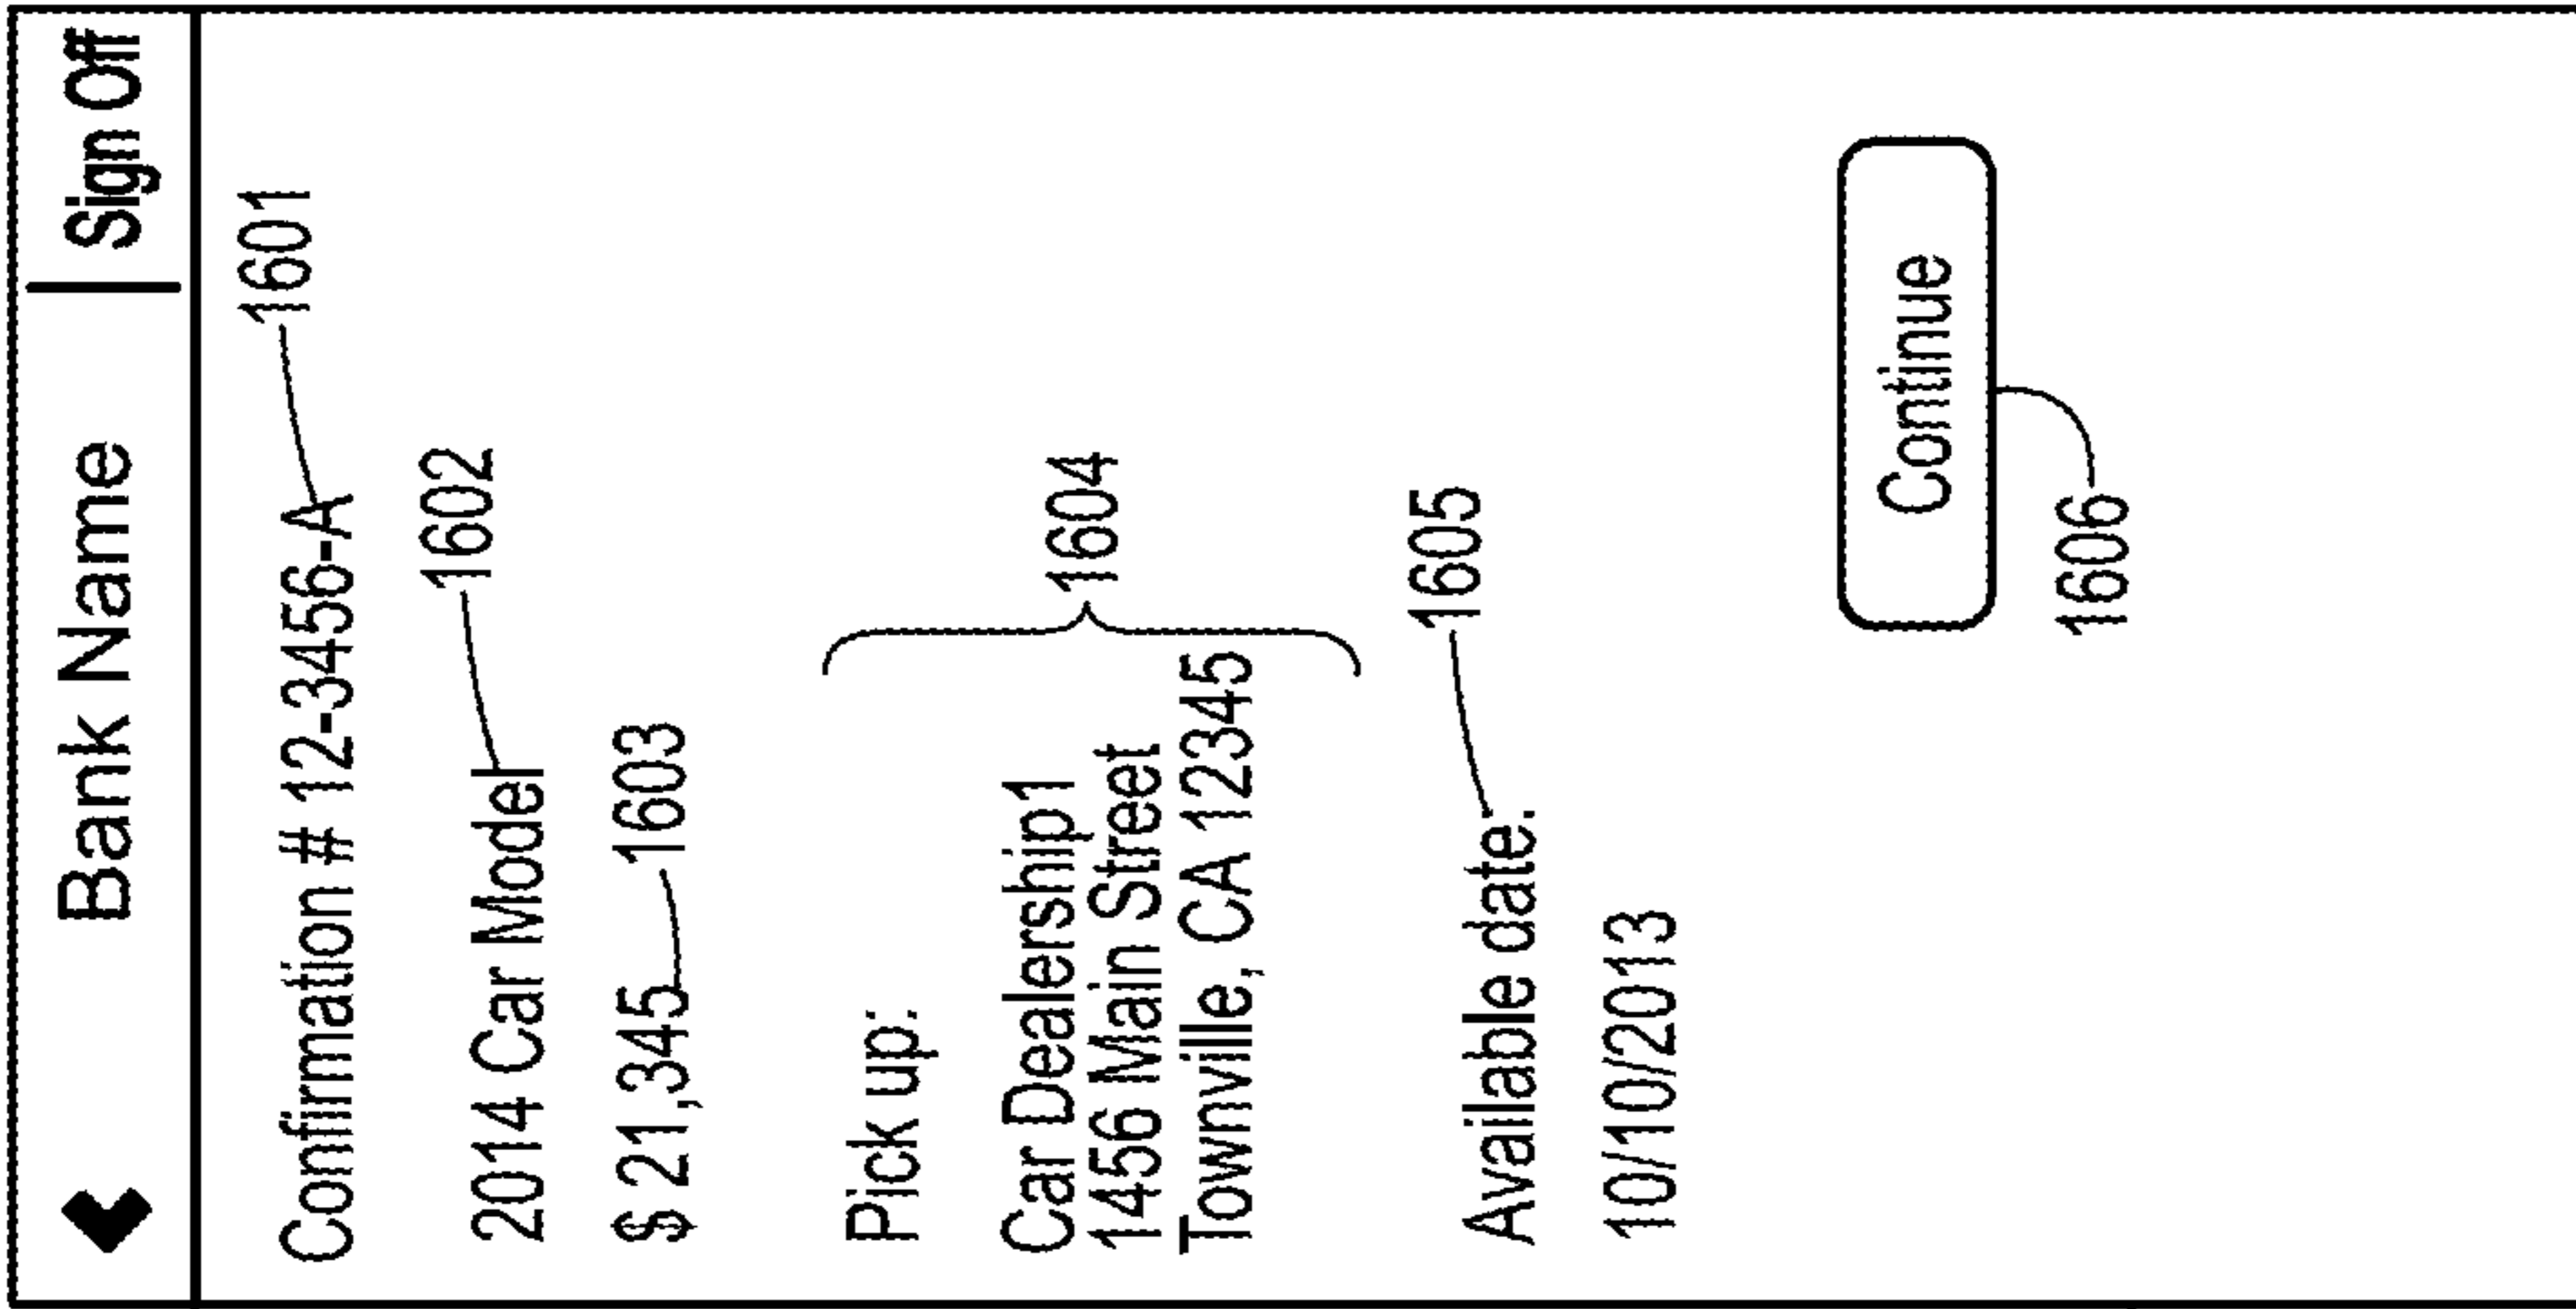 Bank Name Sign Off
Confirmation # 12-3456-A 1601
2014 Car Model 1602
$ 21,345 1603
Pick up:
Car Dealership1
1456 Main Street 1604
Townville, CA 12345
Available date: 1605
10/10/2013
Continue
1606